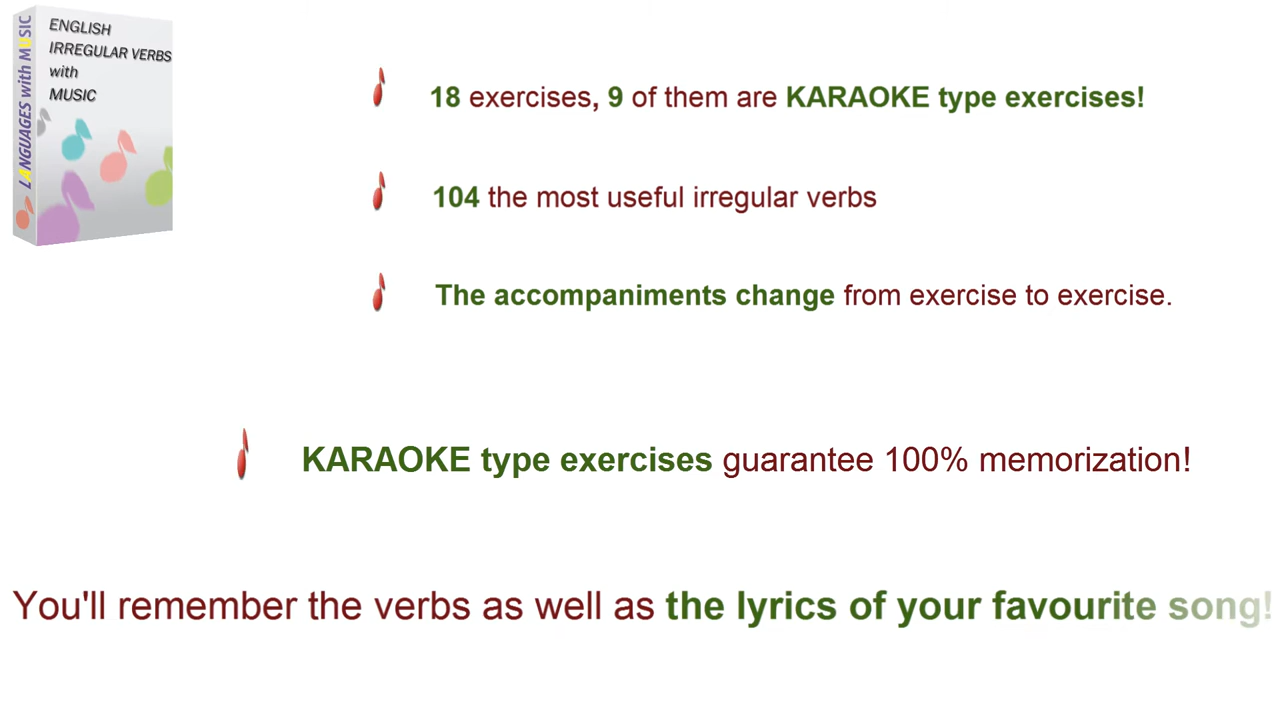 LANGUAGES with MUSIC
ENGLISH
IRREGULAR VERBS
with
MUSIC
18 exercises, 9 of them are KARAOKE type exercises!
104 the most useful irregular verbs
The accompaniments change from exercise to exercise.
KARAOKE type exercises guarantee 100% memorization!
You'll remember the verbs as well as the lyrics of your favourite song!